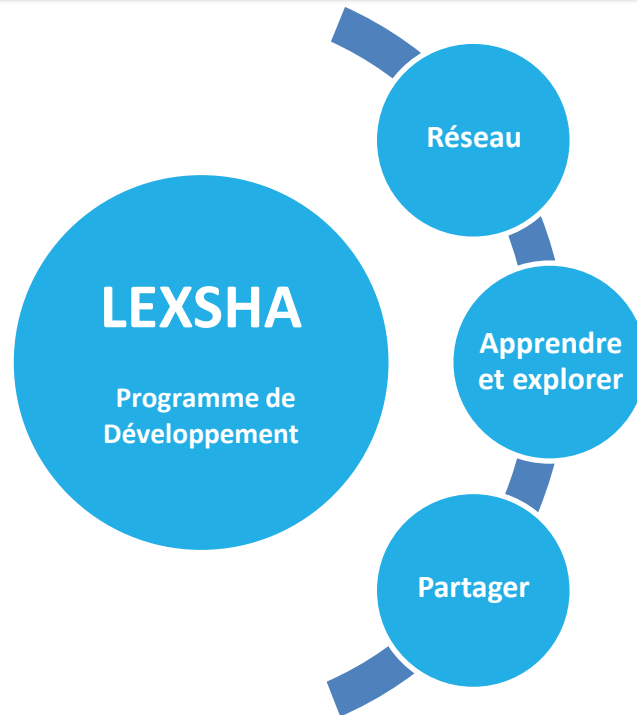 Réseau
LEXSHA
Programme de
Développement
Apprendre
et explorer
Partager